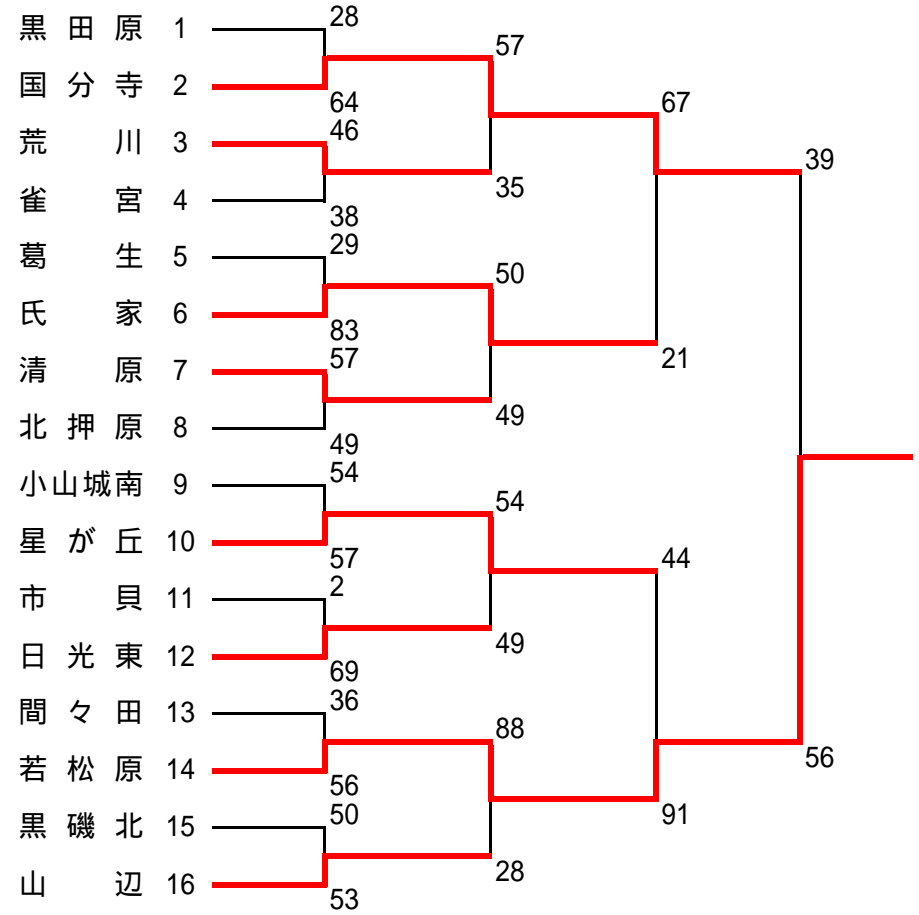 黒田原 1
28
57
国分寺 2
64
67
荒川 3
46
39
雀宮 4
35
38
葛生 5
29
50
氏家 6
83
清原 7
57
21
北押原 8
49
49
小山城南 9
54
54
星が丘 10
57
44
市貝 11
2
日光東 12
49
69
間々田 13
36
88
若松原 14
56
56
黒磯北 15
50
91
山辺 16
28
53